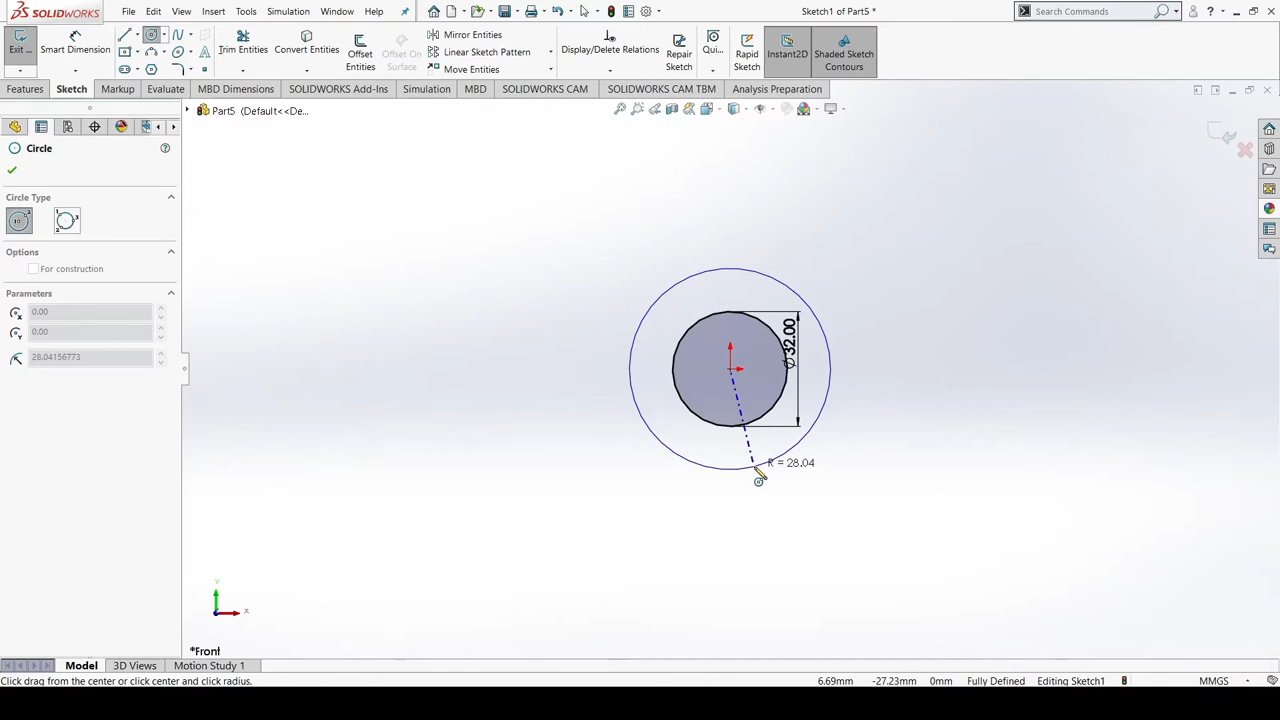 SOLIDWORKS File Edit View Insert Tools Simulation Window Help Sketch1 of Part5 * Search Commands
Exit ... Smart Dimension Trim Entities Convert Entities Offset Entities Offset On Surface Mirror Entities Linear Sketch Pattern Move Entities Display/Delete Relations Repair Sketch Qui... Rapid Sketch Instant2D Shaded Sketch Contours
Features Sketch Markup Evaluate MBD Dimensions SOLIDWORKS Add-Ins Simulation MBD SOLIDWORKS CAM SOLIDWORKS CAM TBM Analysis Preparation
Part5 (Default<<De...
Circle
Circle Type
Options
For construction
Parameters
0.00
0.00
28.04156773
Ø32.00
R = 28.04
Y
X
*Front
Model 3D Views Motion Study 1
Click drag from the center or click center and click radius. 6.69mm -27.23mm 0mm Fully Defined Editing Sketch1 MMGS